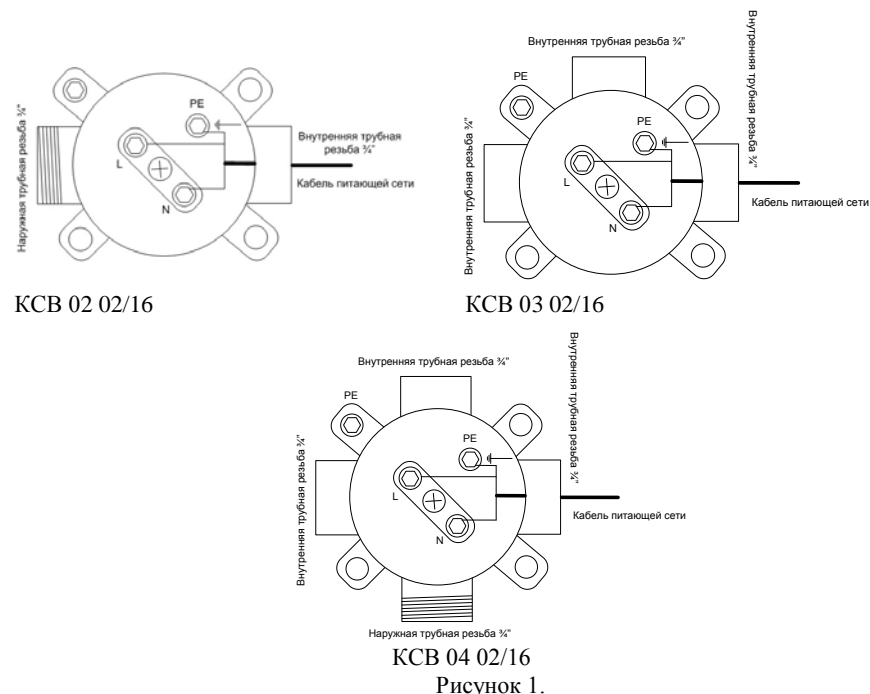 Наружная трубная резьба ¾"
PE
L
N
Внутренняя трубная
резьба ¾"
Кабель питающей сети
КСВ 02 02/16
Внутренняя трубная резьба ¾"
PE
Внутренняя трубная резьба ¾"
PE
L
N
Внутренняя трубная резьба ¾"
Кабель питающей сети
КСВ 03 02/16
Внутренняя трубная резьба ¾"
PE
Внутренняя трубная резьба ¾"
PE
L
N
Внутренняя трубная резьба ¾"
Кабель питающей сети
Наружная трубная резьба ¾"
КСВ 04 02/16
Рисунок 1.